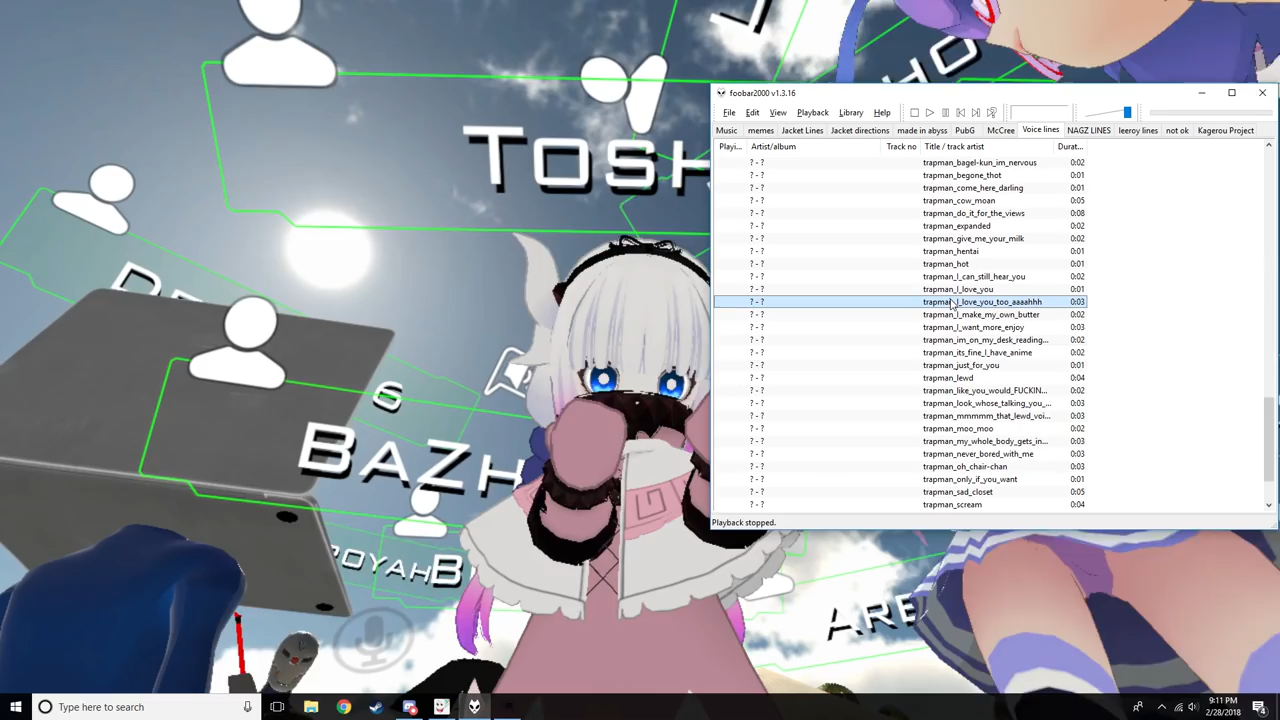 TOSH
HO
DE
6
BAZH
ROYAHB
ARE
foobar2000 v1.3.16
File Edit View Playback Library Help
Music memes Jacket Lines Jacket directions made in abyss PubG McCree Voice lines NAGZ LINES leeroy lines not ok Kagerou Project
Playi... Artist/album Track no Title / track artist Durat...
? - ? trapman_bagel-kun_im_nervous 0:02
? - ? trapman_begone_thot 0:01
? - ? trapman_come_here_darling 0:01
? - ? trapman_cow_moan 0:05
? - ? trapman_do_it_for_the_views 0:08
? - ? trapman_expanded 0:02
? - ? trapman_give_me_your_milk 0:02
? - ? trapman_hentai 0:01
? - ? trapman_hot 0:01
? - ? trapman_I_can_still_hear_you 0:02
? - ? trapman_I_love_you 0:01
? - ? trapman_I_love_you_too_aaaahhh 0:03
? - ? trapman_I_make_my_own_butter 0:02
? - ? trapman_I_want_more_enjoy 0:03
? - ? trapman_im_on_my_desk_reading... 0:02
? - ? trapman_its_fine_I_have_anime 0:02
? - ? trapman_just_for_you 0:01
? - ? trapman_lewd 0:04
? - ? trapman_like_you_would_FUCKIN... 0:02
? - ? trapman_look_whose_talking_you_... 0:03
? - ? trapman_mmmmm_that_lewd_voi... 0:03
? - ? trapman_moo_moo 0:02
? - ? trapman_my_whole_body_gets_in... 0:03
? - ? trapman_never_bored_with_me 0:03
? - ? trapman_oh_chair-chan 0:03
? - ? trapman_only_if_you_want 0:01
? - ? trapman_sad_closet 0:05
? - ? trapman_scream 0:04
Playback stopped.
Type here to search
9:11 PM
2/28/2018
4